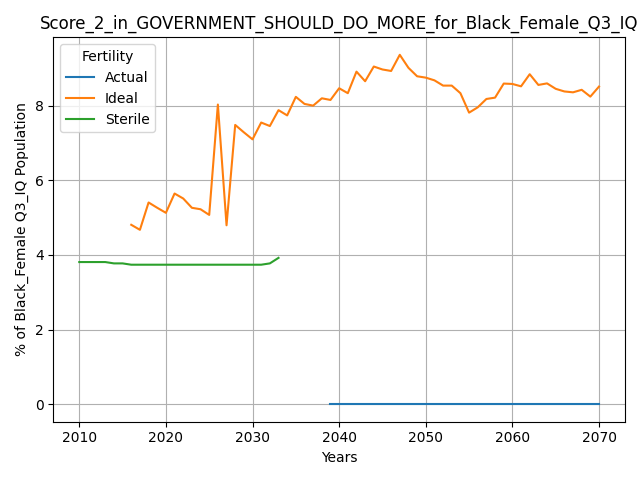 Score_2_in_GOVERNMENT_SHOULD_DO_MORE_for_Black_Female_Q3_IQ
Fertility
Actual
Ideal
Sterile
% of Black_Female Q3_IQ Population
8
6
4
2
0
2010 2020 2030 2040 2050 2060 2070
Years